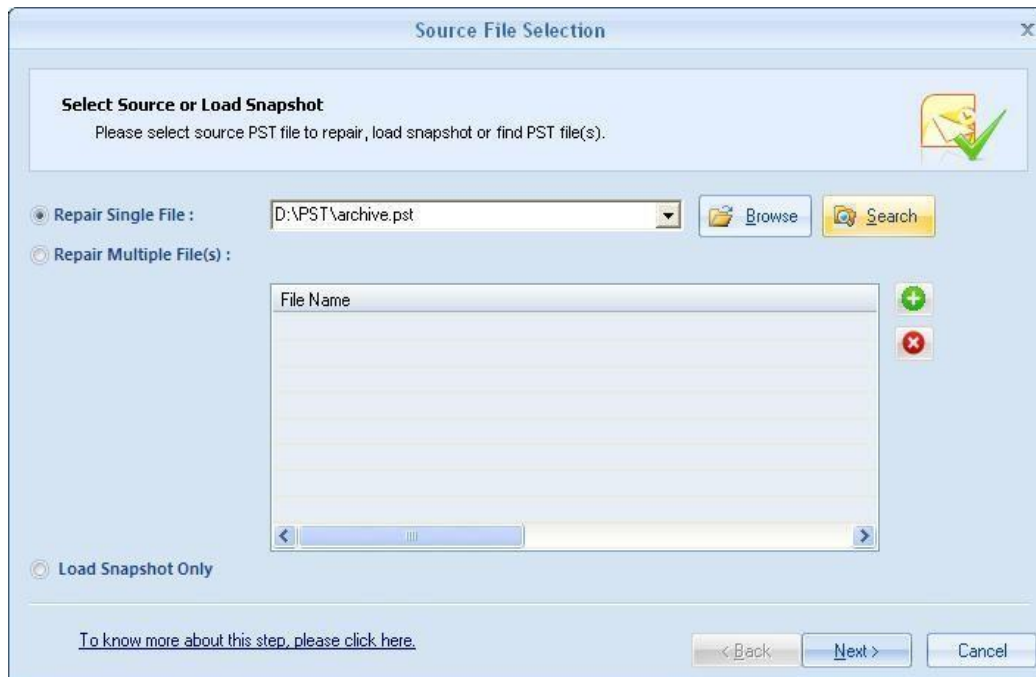 Source File Selection
Select Source or Load Snapshot
Please select source PST file to repair, load snapshot or find PST file(s).
Repair Single File : D:\PST\archive.pst Browse Search
Repair Multiple File(s) :
File Name
Load Snapshot Only
To know more about this step, please click here.
< Back Next > Cancel